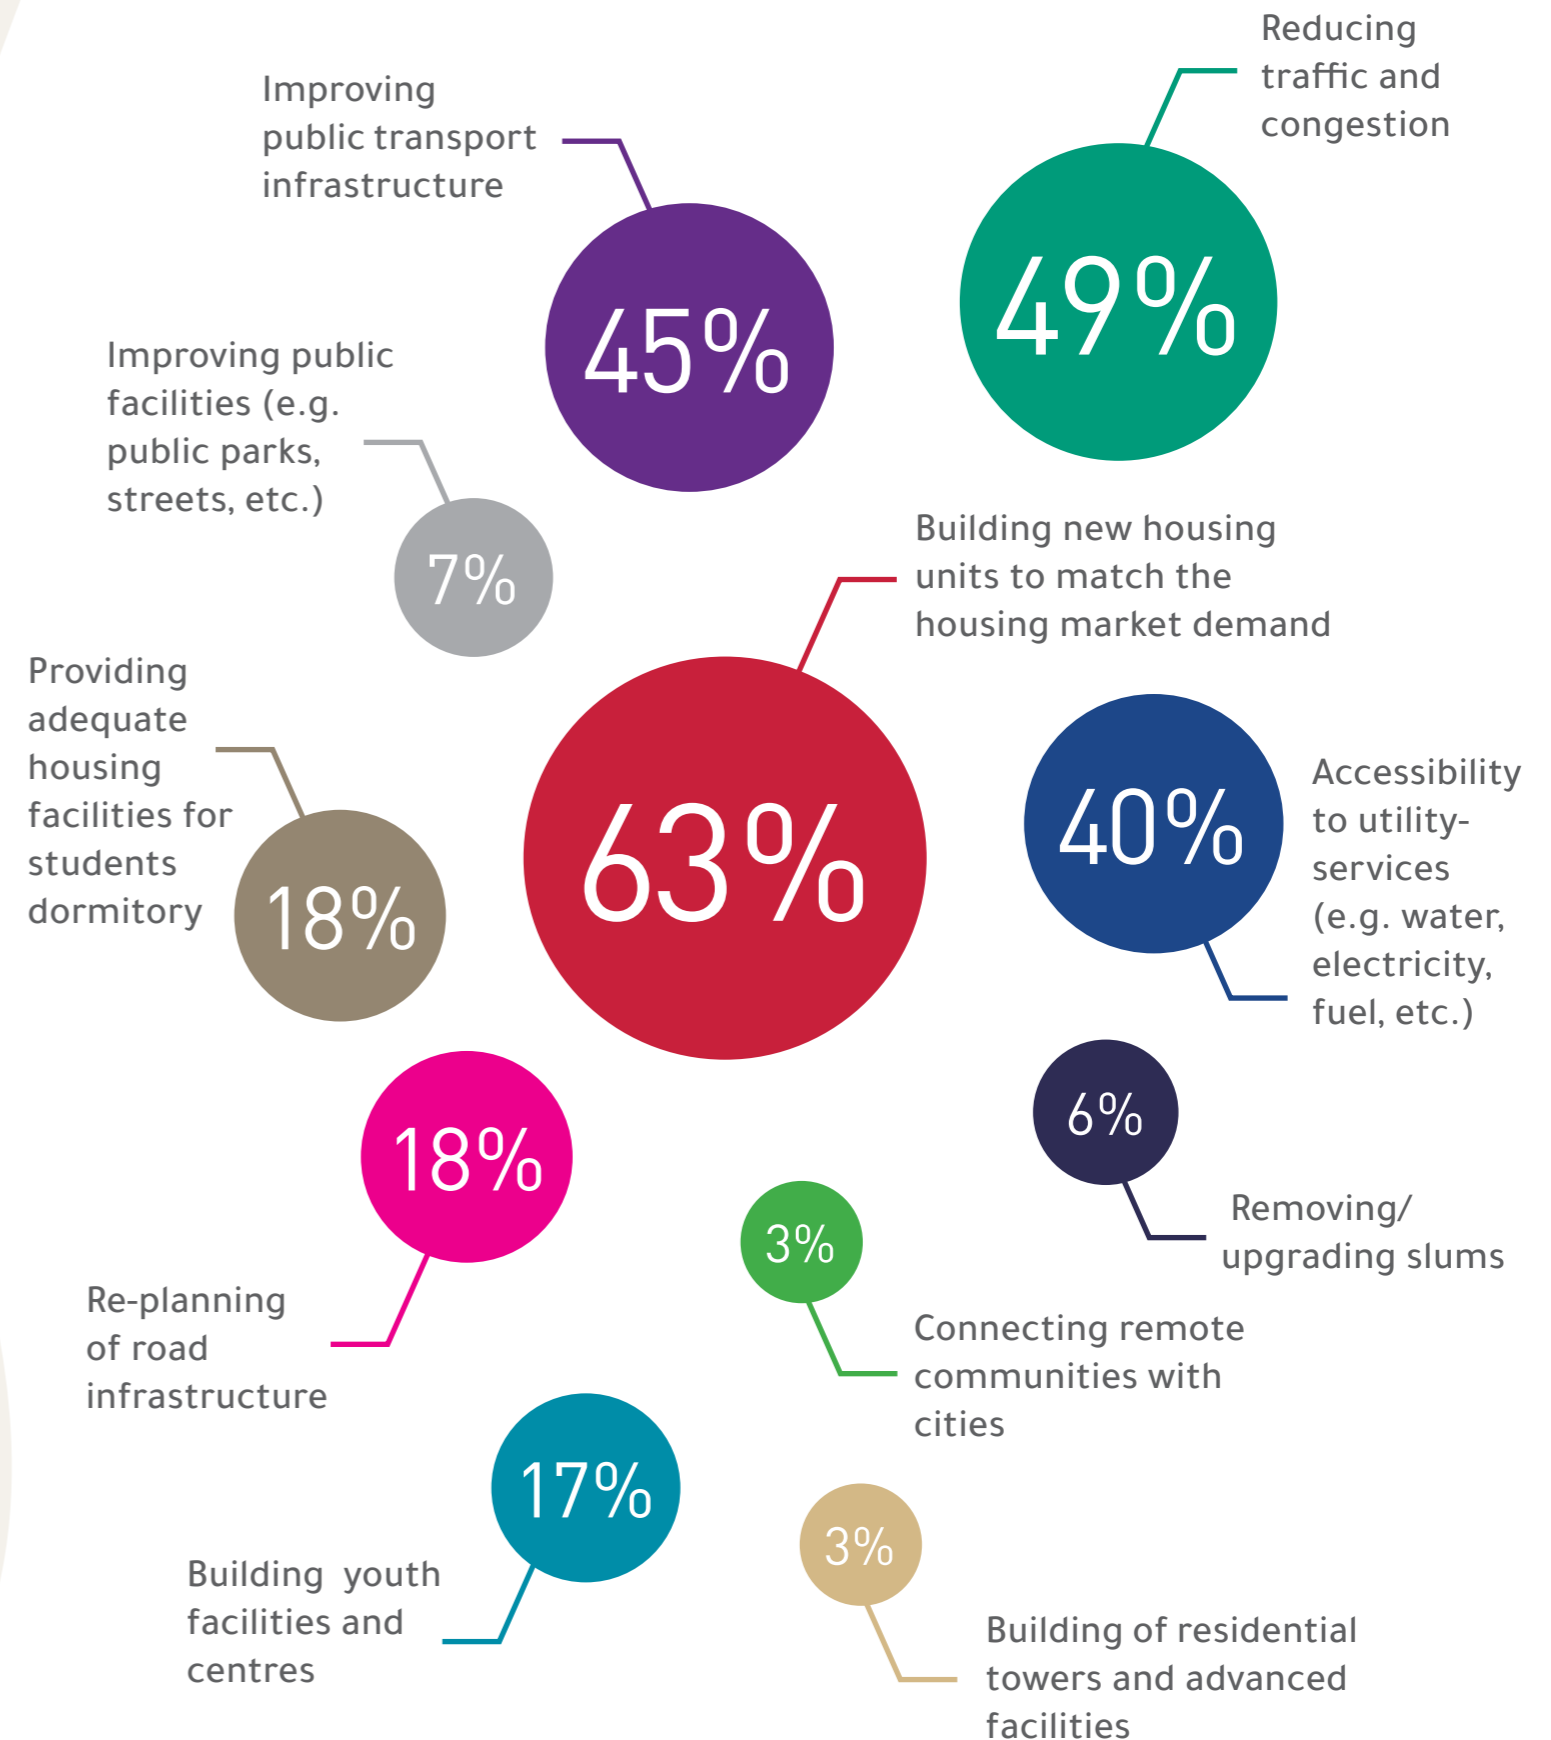 Reducing
traffic and
congestion
49%
Improving
public transport
infrastructure
45%
Improving public
facilities (e.g.
public parks,
streets, etc.)
7%
Building new housing
units to match the
housing market demand
63%
Providing
adequate
housing
facilities for
students
dormitory
18%
40%
Accessibility
to utility-
services
(e.g. water,
electricity,
fuel, etc.)
18%
Re-planning
of road
infrastructure
6%
Removing/
upgrading slums
3%
Connecting remote
communities with
cities
17%
Building youth
facilities and
centres
3%
Building of residential
towers and advanced
facilities